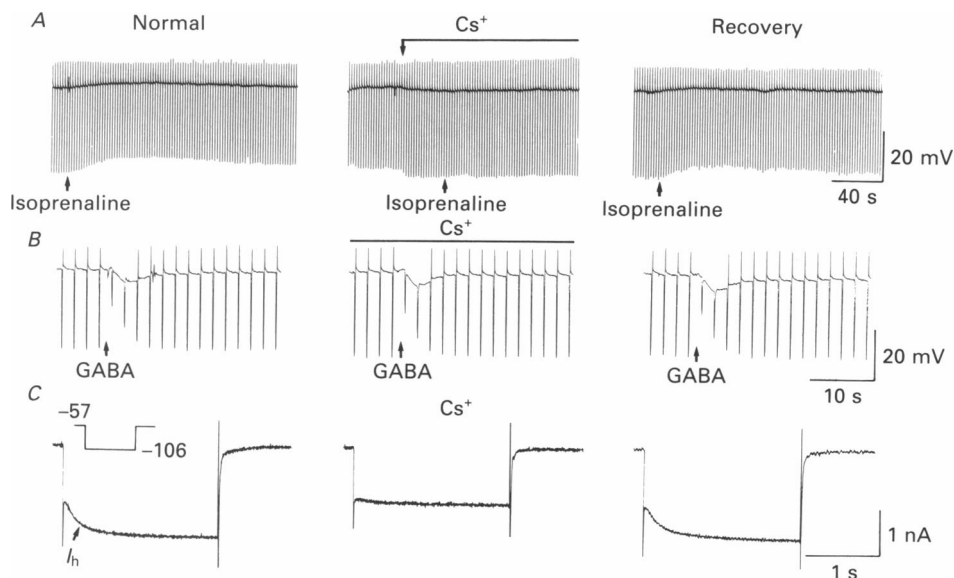 A
Normal
Cs⁺
Recovery
Isoprenaline
Isoprenaline
Isoprenaline
20 mV
40 s
B
Cs⁺
GABA
GABA
GABA
20 mV
10 s
C
−57
−106
Iₕ
Cs⁺
1 nA
1 s